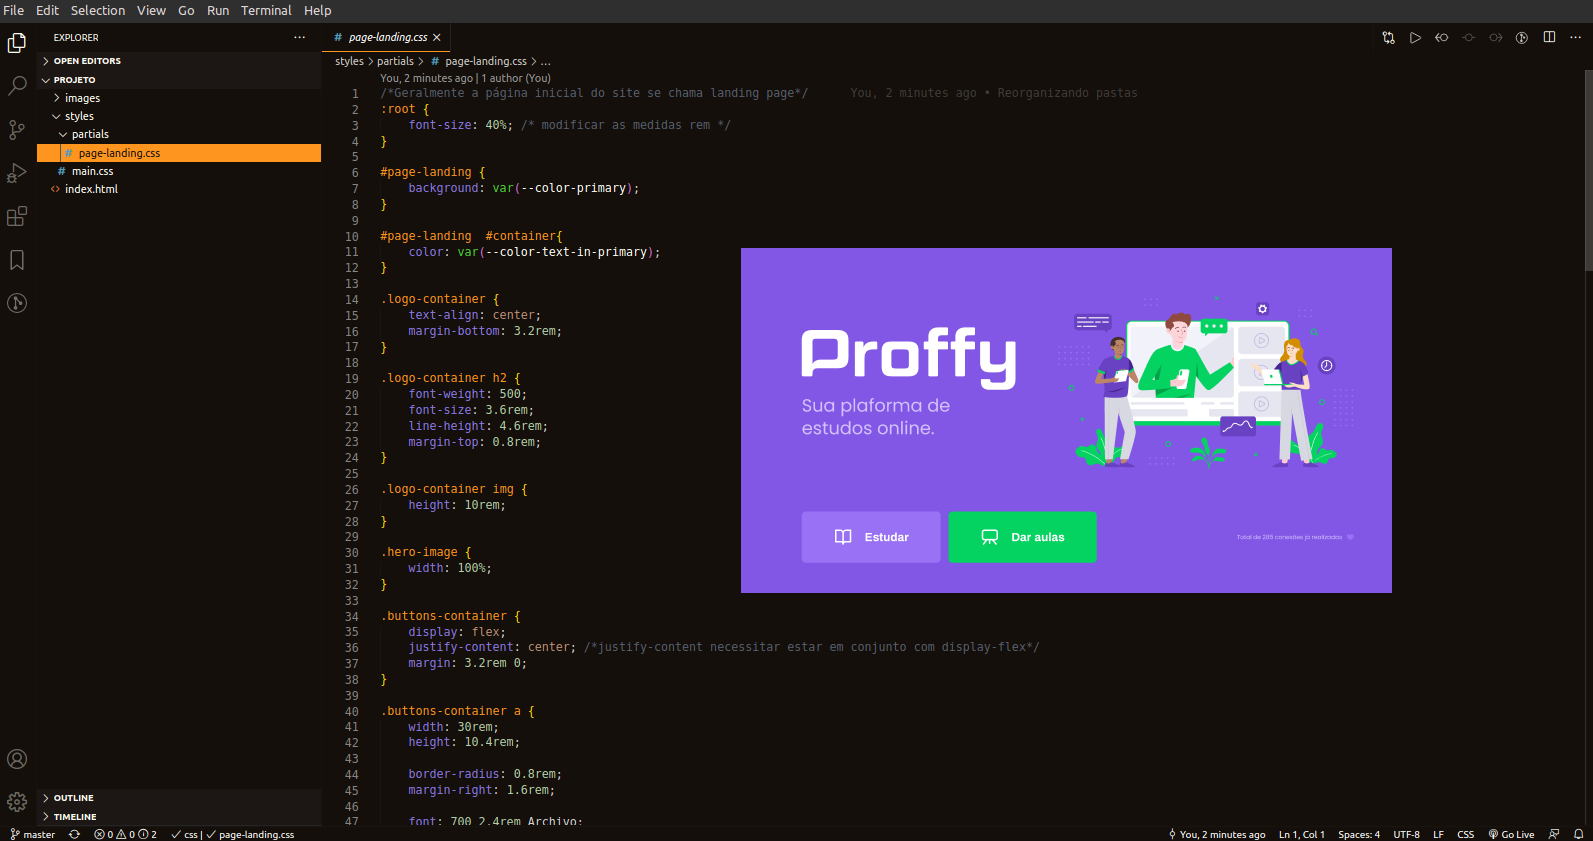 File Edit Selection View Go Run Terminal Help
EXPLORER
OPEN EDITORS
PROJETO
images
styles
partials
# page-landing.css
# main.css
<> index.html
OUTLINE
TIMELINE
# page-landing.css
styles > partials > # page-landing.css > ...
You, 2 minutes ago | 1 author (You)
1 /*Geralmente a página inicial do site se chama landing page*/ You, 2 minutes ago • Reorganizando pastas
2 :root {
3 font-size: 40%; /* modificar as medidas rem */
4 }
5
6 #page-landing {
7 background: var(--color-primary);
8 }
9
10 #page-landing #container{
11 color: var(--color-text-in-primary);
12 }
13
14 .logo-container {
15 text-align: center;
16 margin-bottom: 3.2rem;
17 }
18
19 .logo-container h2 {
20 font-weight: 500;
21 font-size: 3.6rem;
22 line-height: 4.6rem;
23 margin-top: 0.8rem;
24 }
25
26 .logo-container img {
27 height: 10rem;
28 }
29
30 .hero-image {
31 width: 100%;
32 }
33
34 .buttons-container {
35 display: flex;
36 justify-content: center; /*justify-content necessitar estar em conjunto com display-flex*/
37 margin: 3.2rem 0;
38 }
39
40 .buttons-container a {
41 width: 30rem;
42 height: 10.4rem;
43
44 border-radius: 0.8rem;
45 margin-right: 1.6rem;
46
47 font: 700 2.4rem Archivo;
Proffy
Sua plaforma de
estudos online.
Estudar
Dar aulas
Total de 285 conexões já realizadas
master 0 0 2 css | page-landing.css You, 2 minutes ago Ln 1, Col 1 Spaces: 4 UTF-8 LF CSS Go Live